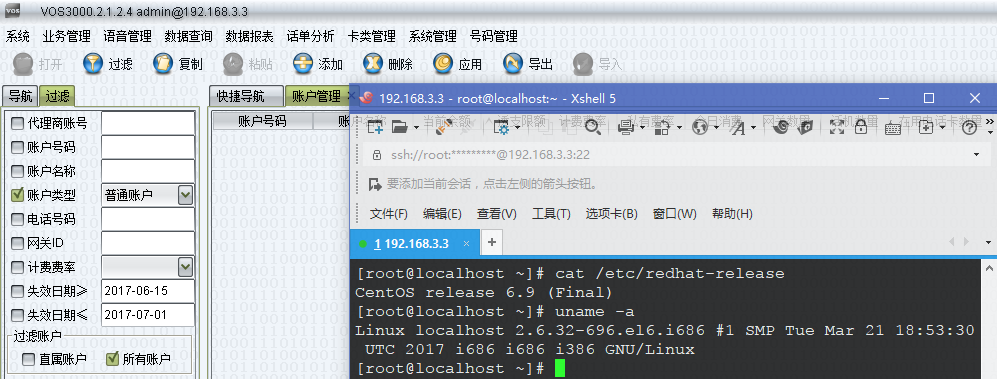 VOS3000.2.1.2.4 admin@192.168.3.3
系统 业务管理 语音管理 数据查询 数据报表 话单分析 卡类管理 系统管理 号码管理
打开 过滤 复制 粘贴 添加 删除 应用 导出 导入
导航 过滤
快捷导航 账户管理
代理商账号
账户号码
账户名称
账户类型 普通账户
电话号码
网关ID
计费费率
失效日期≥ 2017-06-15
失效日期≤ 2017-07-01
过滤账户
直属账户 所有账户
账户号码
192.168.3.3 - root@localhost:~ - Xshell 5
ssh://root:*********@192.168.3.3:22
要添加当前会话，点击左侧的箭头按钮。
文件(F) 编辑(E) 查看(V) 工具(T) 选项卡(B) 窗口(W) 帮助(H)
1 192.168.3.3
[root@localhost ~]# cat /etc/redhat-release
CentOS release 6.9 (Final)
[root@localhost ~]# uname -a
Linux localhost 2.6.32-696.el6.i686 #1 SMP Tue Mar 21 18:53:30
UTC 2017 i686 i686 i386 GNU/Linux
[root@localhost ~]#